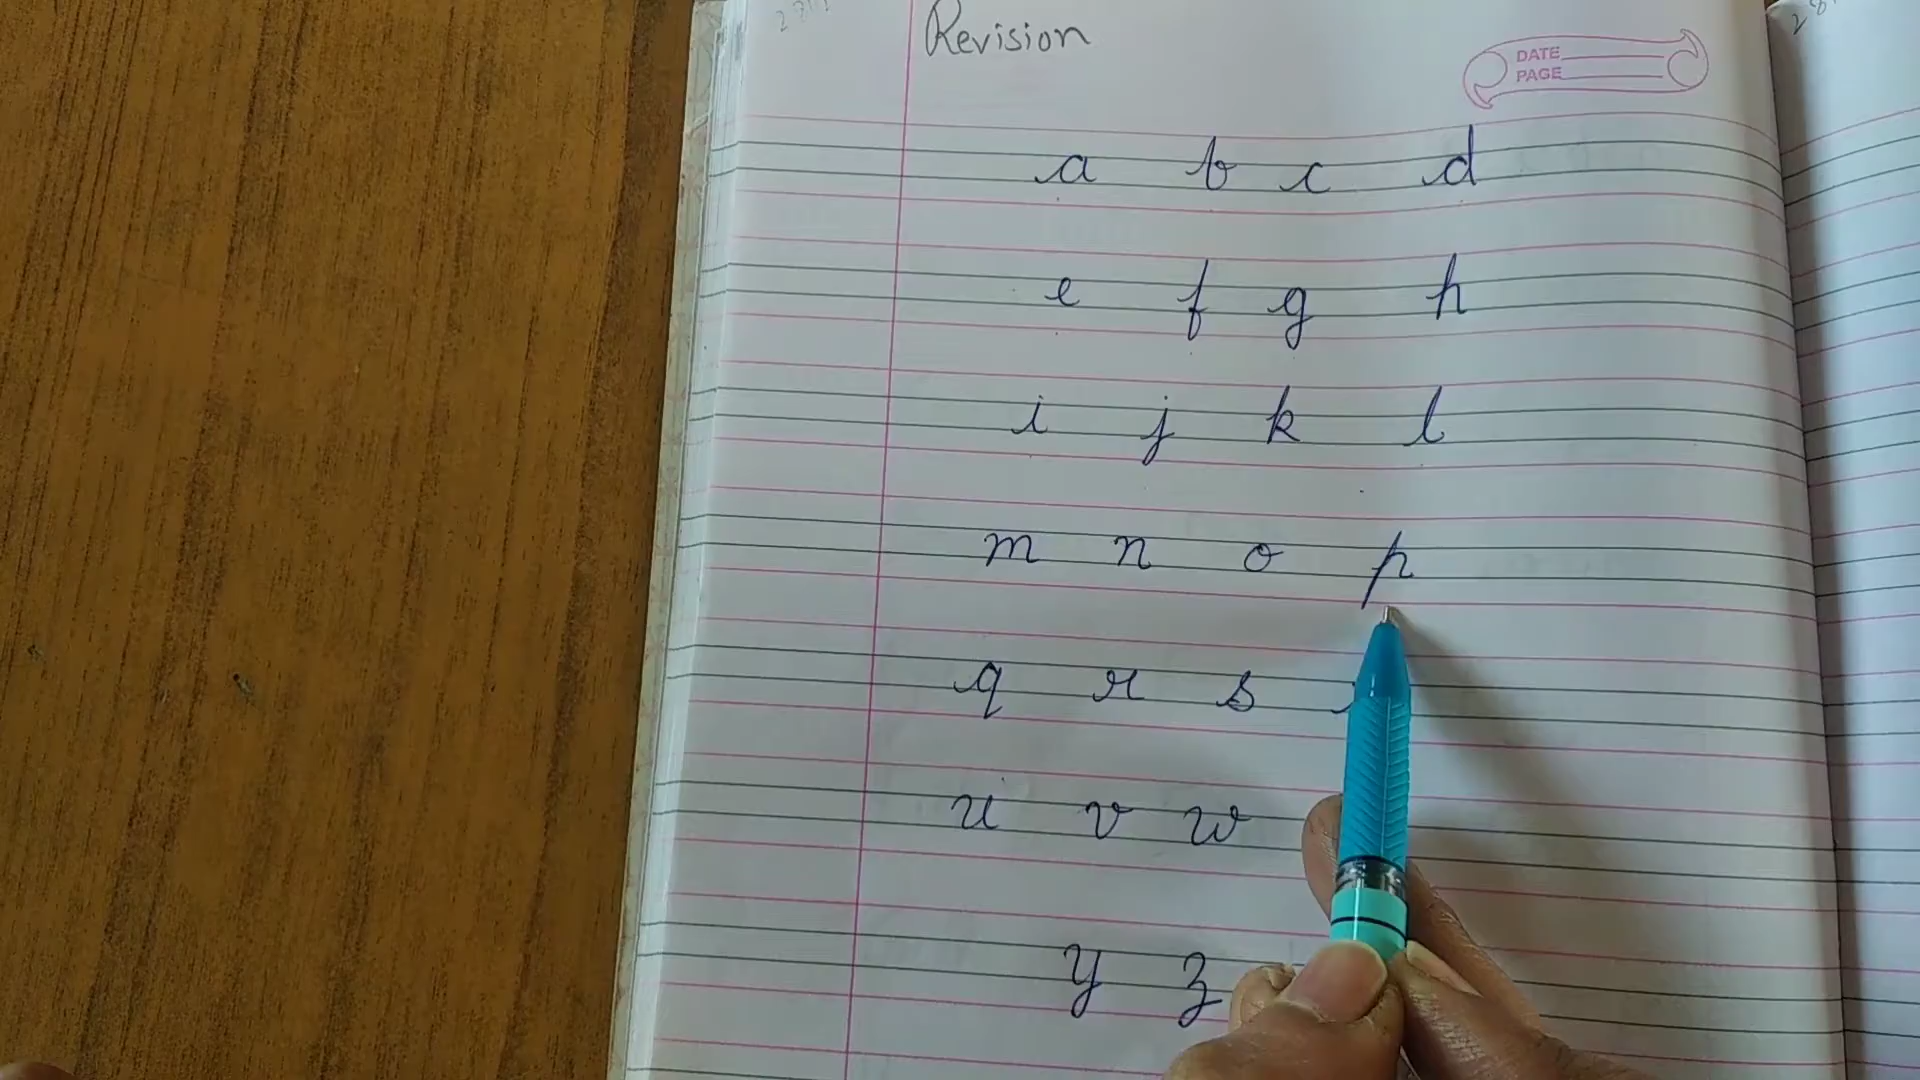 Revision
DATE
PAGE
a b c d
e f g h
i j k l
m n o p
q r s
u v w
y z